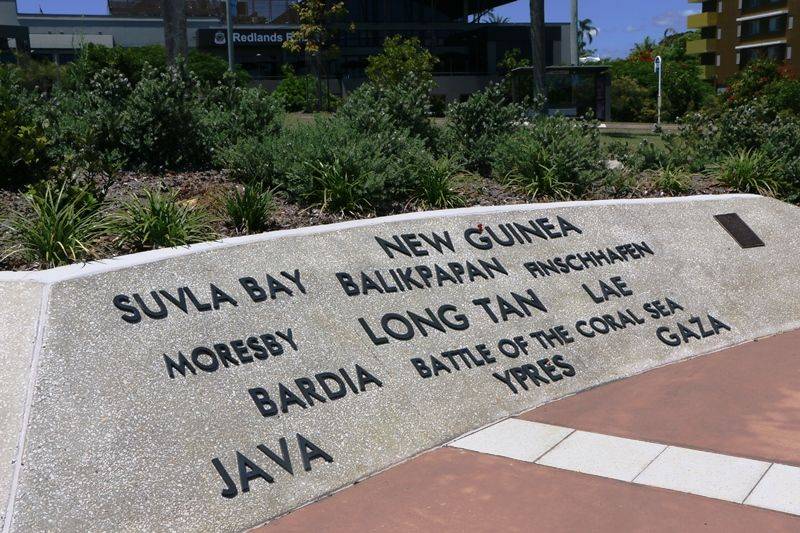 Redlands R
NEW GUINEA
SUVLA BAY BALIKPAPAN FINSCHHAFEN
MORESBY LONG TAN LAE
BARDIA BATTLE OF THE CORAL SEA GAZA
YPRES
JAVA